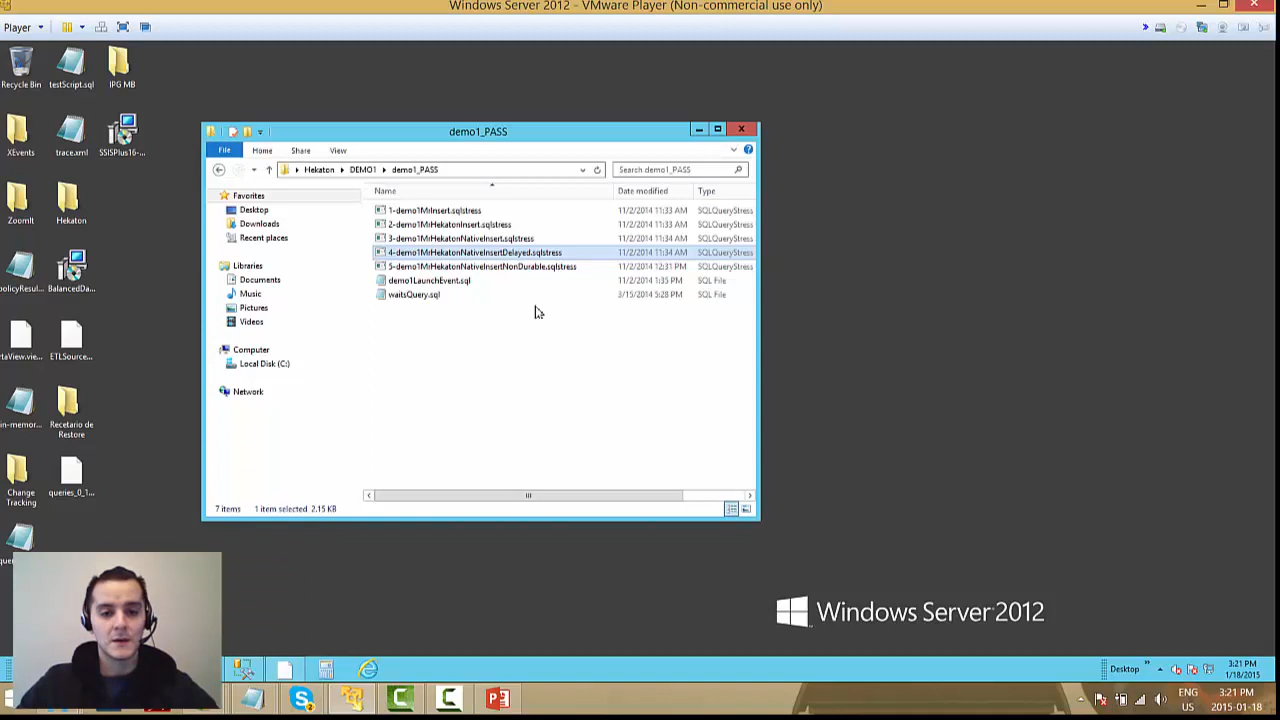 Windows Server 2012 - VMware Player (Non-commercial use only)
Player
Recycle Bin
testScript.sql
IPG MB
XEvents
trace.xml
SSISPlus16-...
ZoomIt
Hekaton
BalancedDa...
ETLSource...
Recetario de
Restore
Change
Tracking
queries_0_1...
demo1_PASS
File
Home
Share
View
Hekaton
DEMO1
demo1_PASS
Search demo1_PASS
Favorites
Desktop
Downloads
Recent places
Libraries
Documents
Music
Pictures
Videos
Computer
Local Disk (C:)
Network
Name Date modified Type
1-demo1MrInsert.sqlstress 11/2/2014 11:33 AM SQLQueryStress
2-demo1MrHekatonInsert.sqlstress 11/2/2014 11:33 AM SQLQueryStress
3-demo1MrHekatonNativeInsert.sqlstress 11/2/2014 11:34 AM SQLQueryStress
4-demo1MrHekatonNativeInsertDelayed.sqlstress 11/2/2014 11:34 AM SQLQueryStress
5-demo1MrHekatonNativeInsertNonDurable.sqlstress 11/2/2014 12:31 PM SQLQueryStress
demo1LaunchEvent.sql 11/2/2014 1:35 PM SQL File
waitsQuery.sql 3/15/2014 5:28 PM SQL File
7 items 1 item selected 2.15 KB
Windows Server 2012
Desktop
3:21 PM
1/18/2015
ENG
US
3:21 PM
2015-01-18